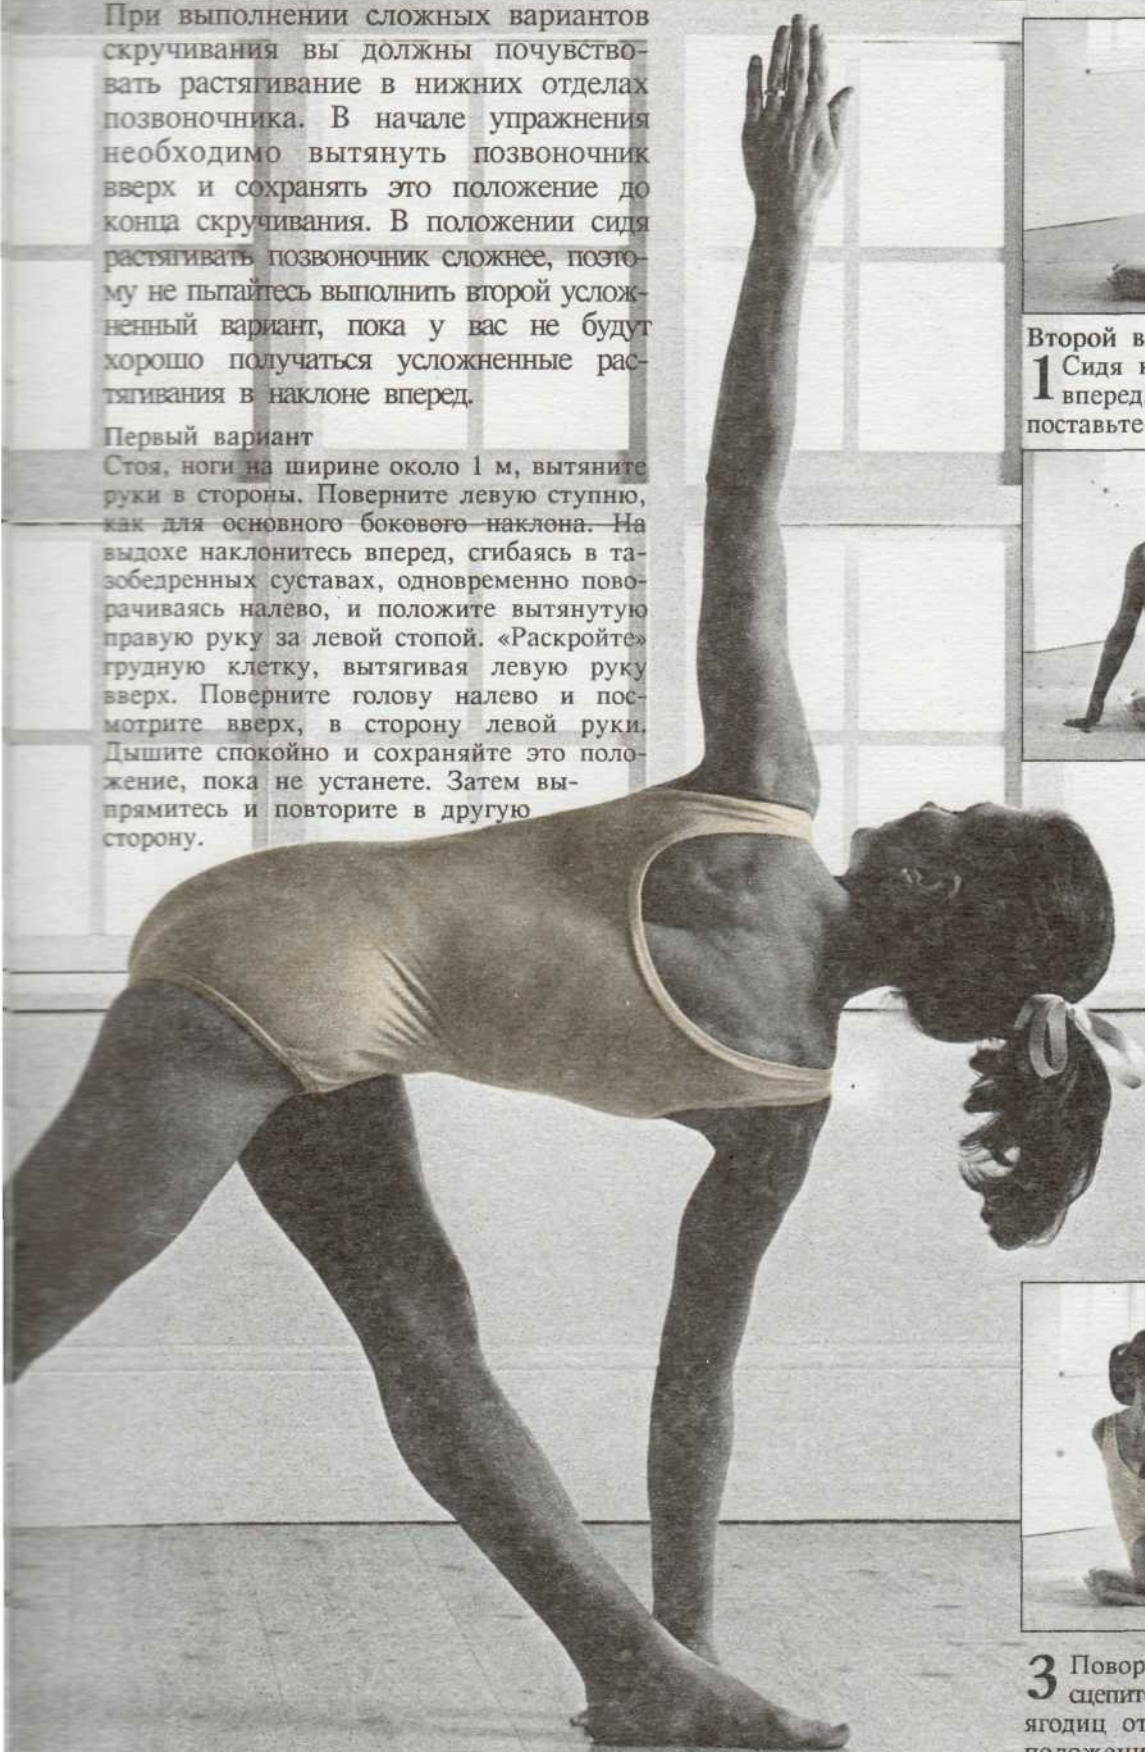 При выполнении сложных вариантов
скручивания вы должны почувство-
вать растягивание в нижних отделах
позвоночника. В начале упражнения
необходимо вытянуть позвоночник
вверх и сохранять это положение до
конца скручивания. В положении сидя
растягивать позвоночник сложнее, поэто-
му не пытайтесь выполнить второй услож-
ненный вариант, пока у вас не будут
хорошо получаться усложненные рас-
тягивания в наклоне вперед.
Первый вариант
Стоя, ноги на ширине около 1 м, вытяните
руки в стороны. Поверните левую ступню,
как для основного бокового наклона. На
выдохе наклонитесь вперед, сгибаясь в та-
зобедренных суставах, одновременно пово-
рачиваясь налево, и положите вытянутую
правую руку за левой стопой. «Раскройте»
грудную клетку, вытягивая левую руку
вверх. Поверните голову налево и пос-
мотрите вверх, в сторону левой руки.
Дышите спокойно и сохраняйте это поло-
жение, пока не устанете. Затем вы-
прямитесь и повторите в другую
сторону.
Второй в
1 Сидя
вперед
поставьте
3 Повор
сцепит
ягодиц от